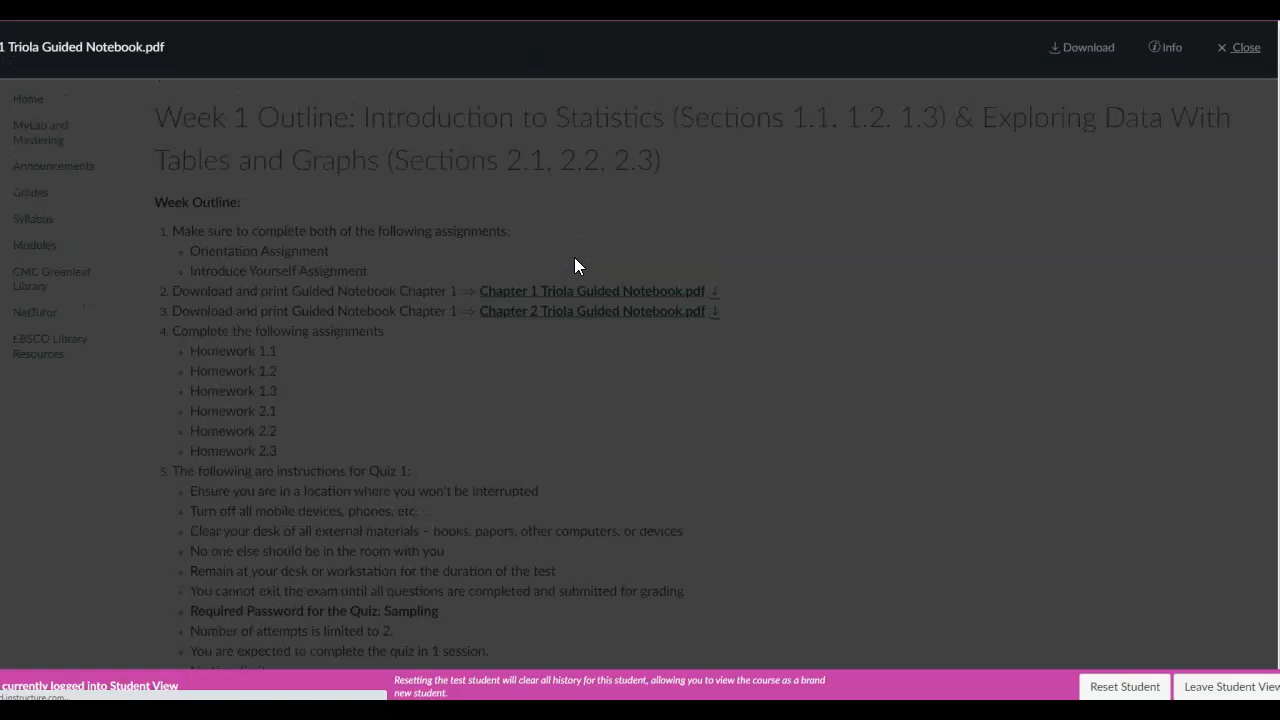 1 Triola Guided Notebook.pdf
Download
Info
Close
Home
MyLab and
Mastering
Announcements
Grades
Syllabus
Modules
CMC Greenleaf
Library
NetTutor
EBSCO Library
Resources
Week 1 Outline: Introduction to Statistics (Sections 1.1, 1.2, 1.3) & Exploring Data With
Tables and Graphs (Sections 2.1, 2.2, 2.3)
Week Outline:
1. Make sure to complete both of the following assignments:
Orientation Assignment
Introduce Yourself Assignment
2. Download and print Guided Notebook Chapter 1 ⇒ Chapter 1 Triola Guided Notebook.pdf
3. Download and print Guided Notebook Chapter 1 ⇒ Chapter 2 Triola Guided Notebook.pdf
4. Complete the following assignments
Homework 1.1
Homework 1.2
Homework 1.3
Homework 2.1
Homework 2.2
Homework 2.3
5. The following are instructions for Quiz 1:
Ensure you are in a location where you won't be interrupted
Turn off all mobile devices, phones, etc.
Clear your desk of all external materials - books, papers, other computers, or devices
No one else should be in the room with you
Remain at your desk or workstation for the duration of the test
You cannot exit the exam until all questions are completed and submitted for grading
Required Password for the Quiz: Sampling
Number of attempts is limited to 2.
You are expected to complete the quiz in 1 session.
currently logged into Student View
Resetting the test student will clear all history for this student, allowing you to view the course as a brand
new student.
Reset Student
Leave Student View